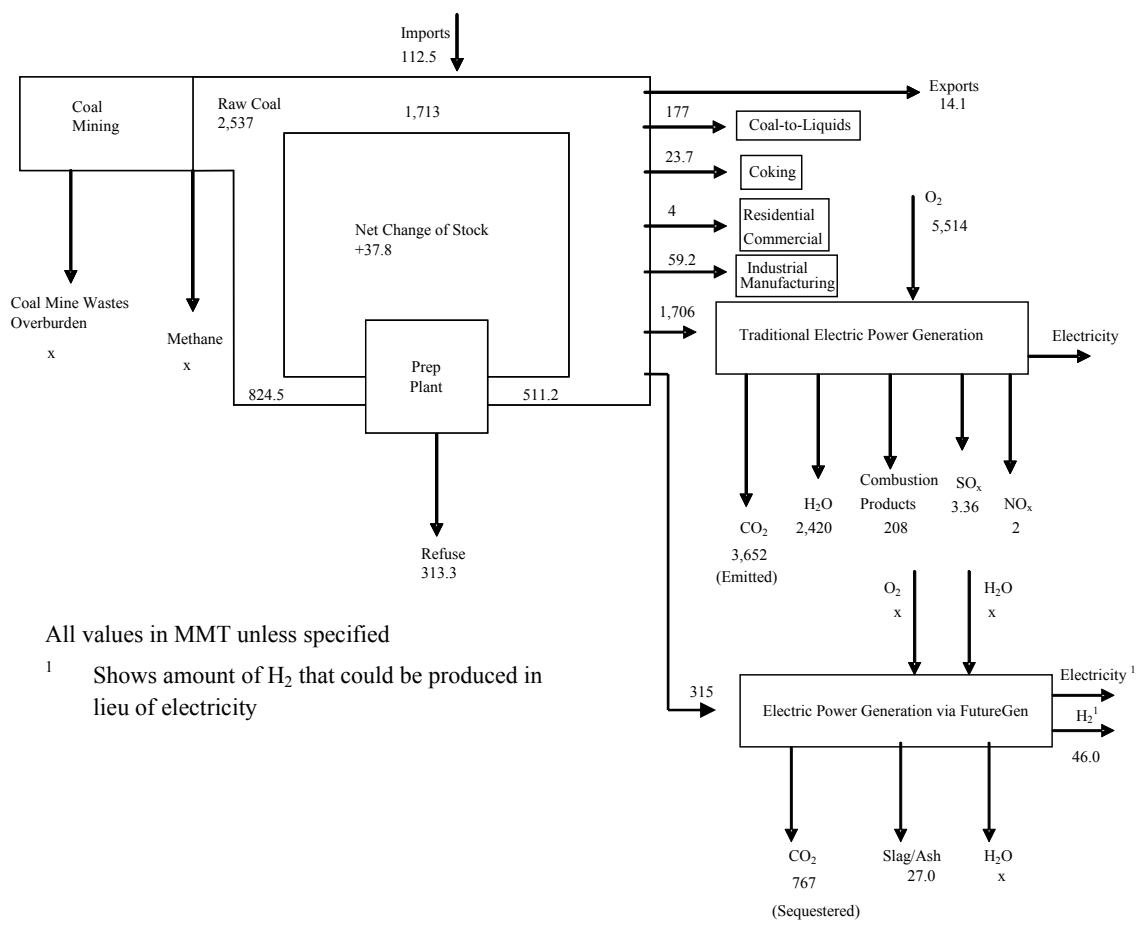 Imports
112.5
Coal
Mining
Raw Coal
2,537
1,713
Exports
14.1
177
Coal-to-Liquids
23.7
Coking
4
Residential
Commercial
59.2
Industrial
Manufacturing
Net Change of Stock
+37.8
O₂
5,514
1,706
Traditional Electric Power Generation
Electricity
Coal Mine Wastes
Overburden
x
Methane
x
Prep
Plant
824.5
511.2
Refuse
313.3
CO₂
3,652
(Emitted)
H₂O
2,420
Combustion
Products
208
SOₓ
3.36
NOₓ
2
All values in MMT unless specified
¹ Shows amount of H₂ that could be produced in
lieu of electricity
O₂
x
H₂O
x
315
Electric Power Generation via FutureGen
Electricity ¹
H₂¹
46.0
CO₂
767
(Sequestered)
Slag/Ash
27.0
H₂O
x